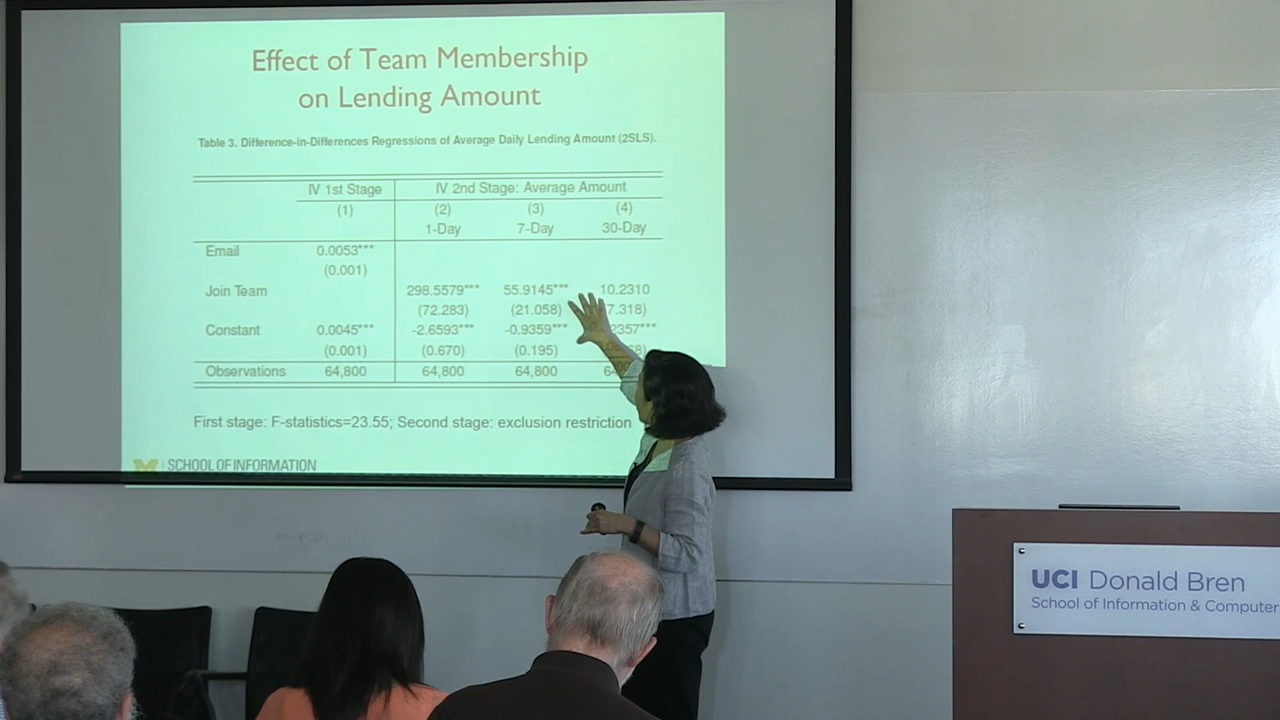 Effect of Team Membership
on Lending Amount
Table 3. Difference-in-Differences Regressions of Average Daily Lending Amount (2SLS).
IV 1st Stage IV 2nd Stage: Average Amount
(1) (2) (3) (4)
1-Day 7-Day 30-Day
Email 0.0053***
(0.001)
Join Team 298.5579*** 55.9145*** 10.2310
(72.283) (21.058) 7.318)
Constant 0.0045*** -2.6593*** -0.9359*** 2357***
(0.001) (0.670) (0.195)
Observations 64,800 64,800 64,800
First stage: F-statistics=23.55; Second stage: exclusion restriction
M SCHOOL OF INFORMATION
UCI Donald Bren
School of Information & Computer